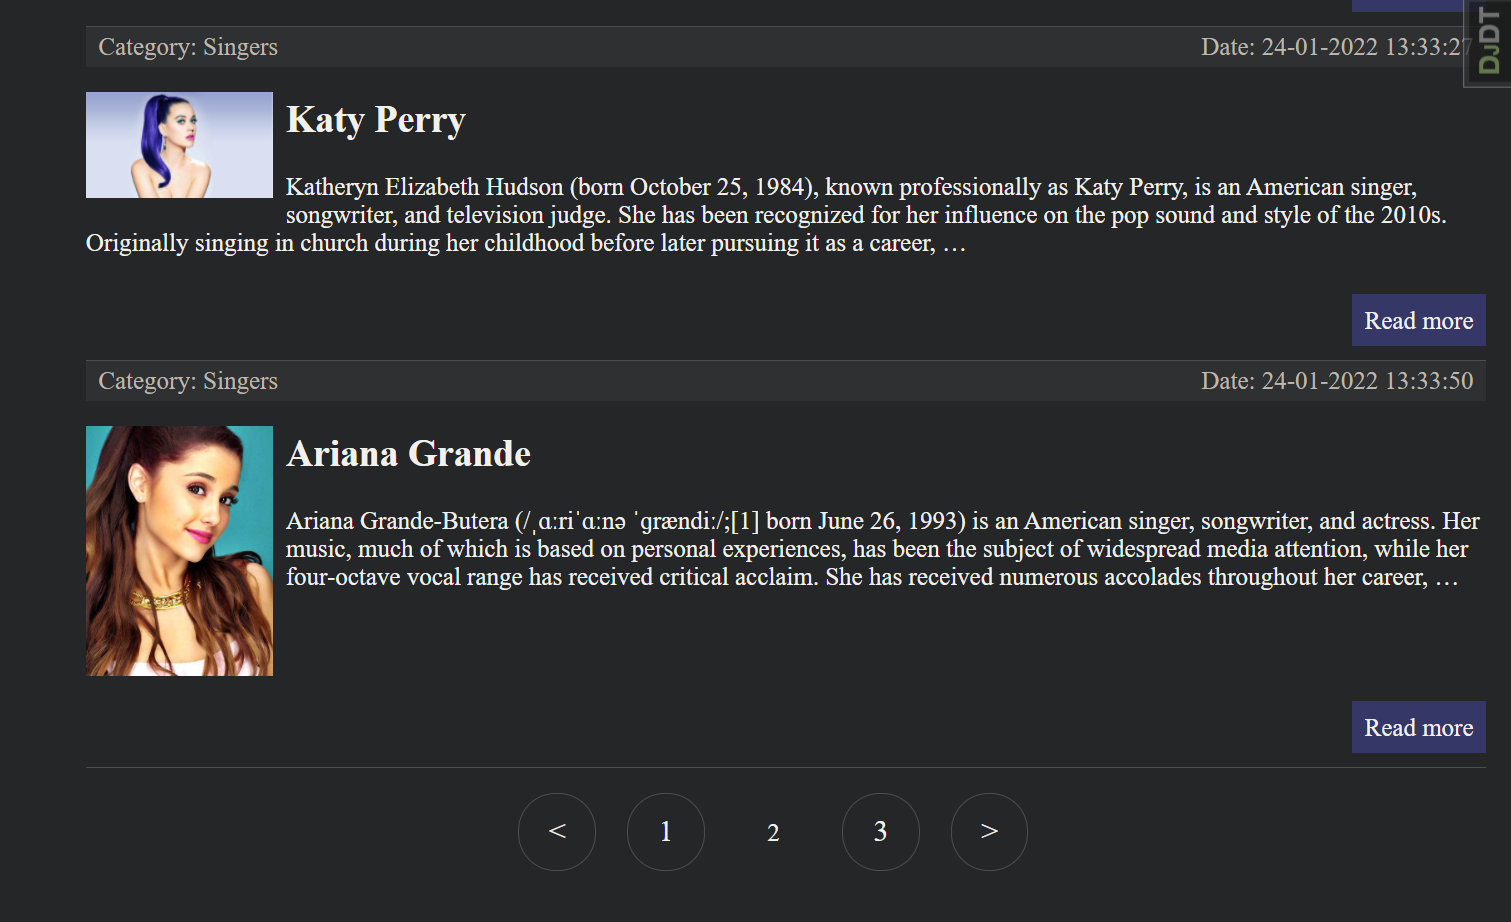 Category: Singers
Date: 24-01-2022 13:33:27
DJDT
Katy Perry
Katheryn Elizabeth Hudson (born October 25, 1984), known professionally as Katy Perry, is an American singer,
songwriter, and television judge. She has been recognized for her influence on the pop sound and style of the 2010s.
Originally singing in church during her childhood before later pursuing it as a career, …
Read more
Category: Singers
Date: 24-01-2022 13:33:50
Ariana Grande
Ariana Grande-Butera (/ˌɑːriˈɑːnə ˈɡrændiː/;[1] born June 26, 1993) is an American singer, songwriter, and actress. Her
music, much of which is based on personal experiences, has been the subject of widespread media attention, while her
four-octave vocal range has received critical acclaim. She has received numerous accolades throughout her career, …
Read more
< 1 2 3 >